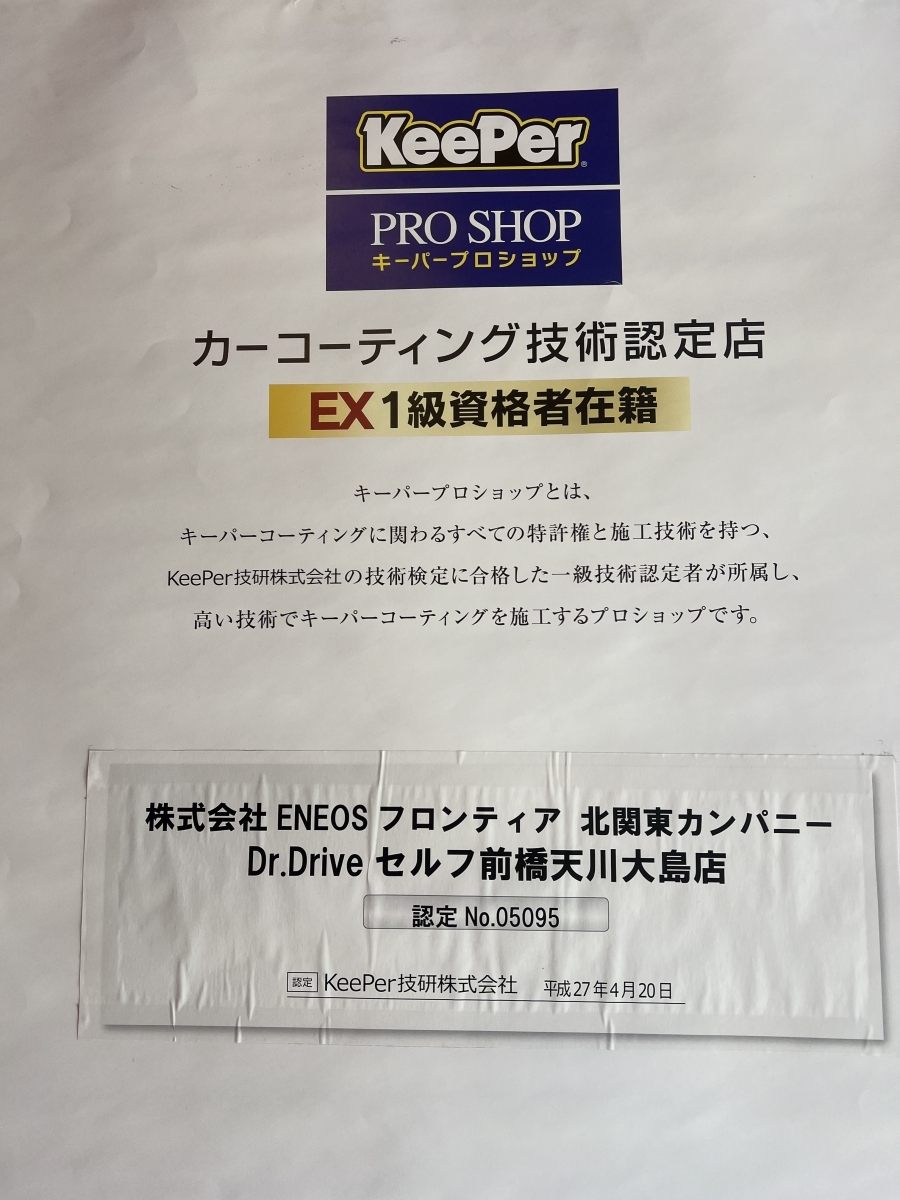 KeePer
PRO SHOP
キーパープロショップ
カーコーティング技術認定店
EX1級資格者在籍
キーパープロショップとは、
キーパーコーティングに関わるすべての特許権と施工技術を持つ、
KeePer技研株式会社の技術検定に合格した一級技術認定者が所属し、
高い技術でキーパーコーティングを施工するプロショップです。
株式会社 ENEOS フロンティア 北関東カンパニー
Dr.Drive セルフ前橋天川大島店
認定 No.05095
認定 KeePer技研株式会社 平成27年4月20日